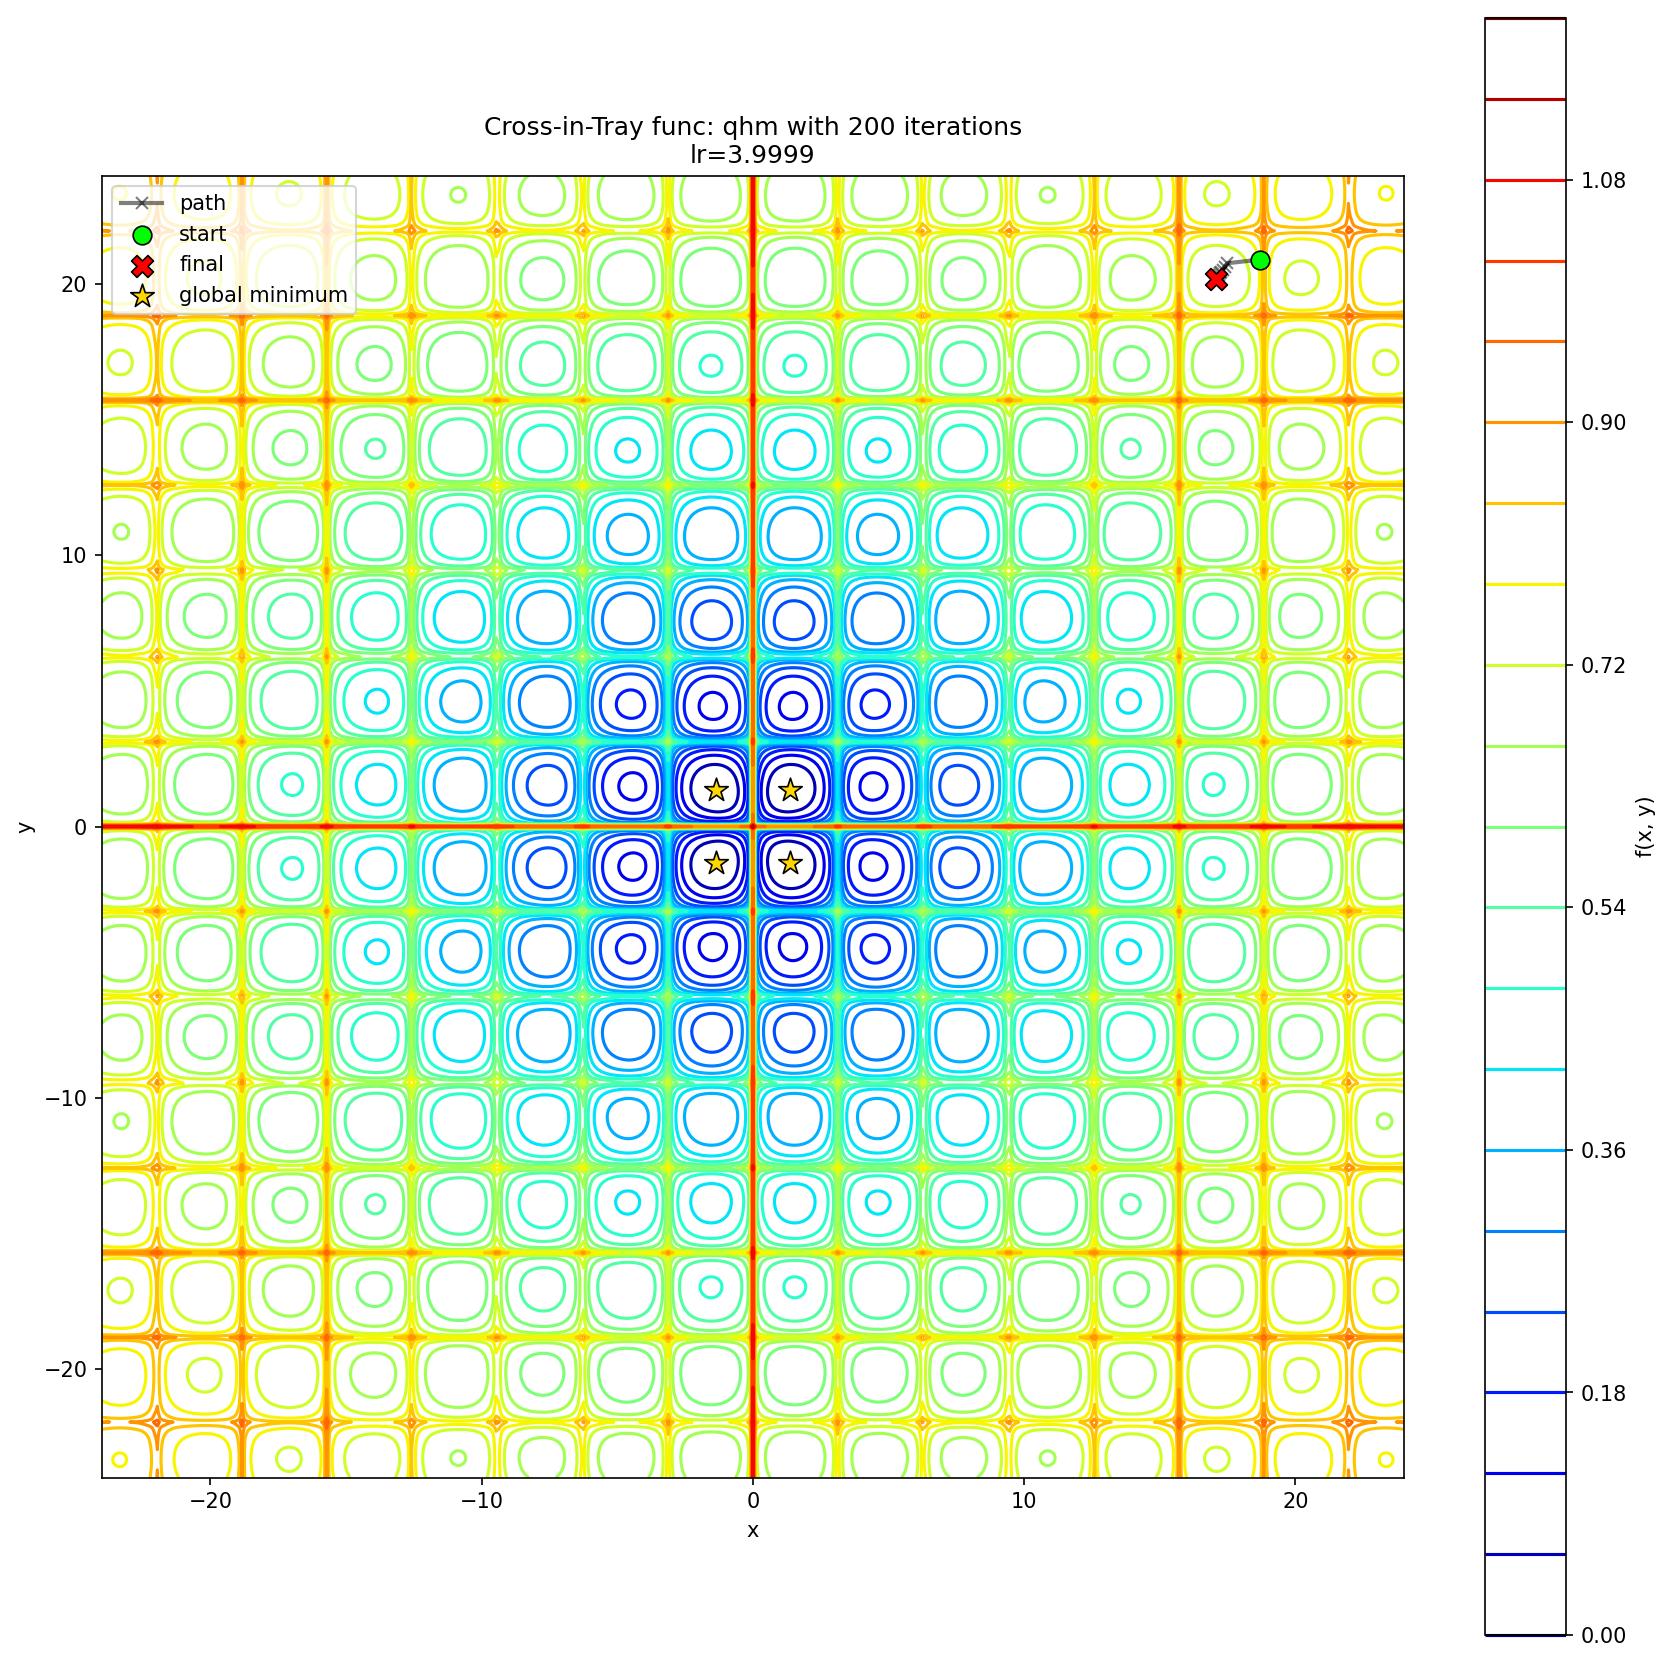 Cross-in-Tray func: qhm with 200 iterations
lr=3.9999
path
start
final
global minimum
20
10
0
−10
−20
y
−20
−10
0
10
20
x
1.08
0.90
0.72
0.54
0.36
0.18
0.00
f(x, y)